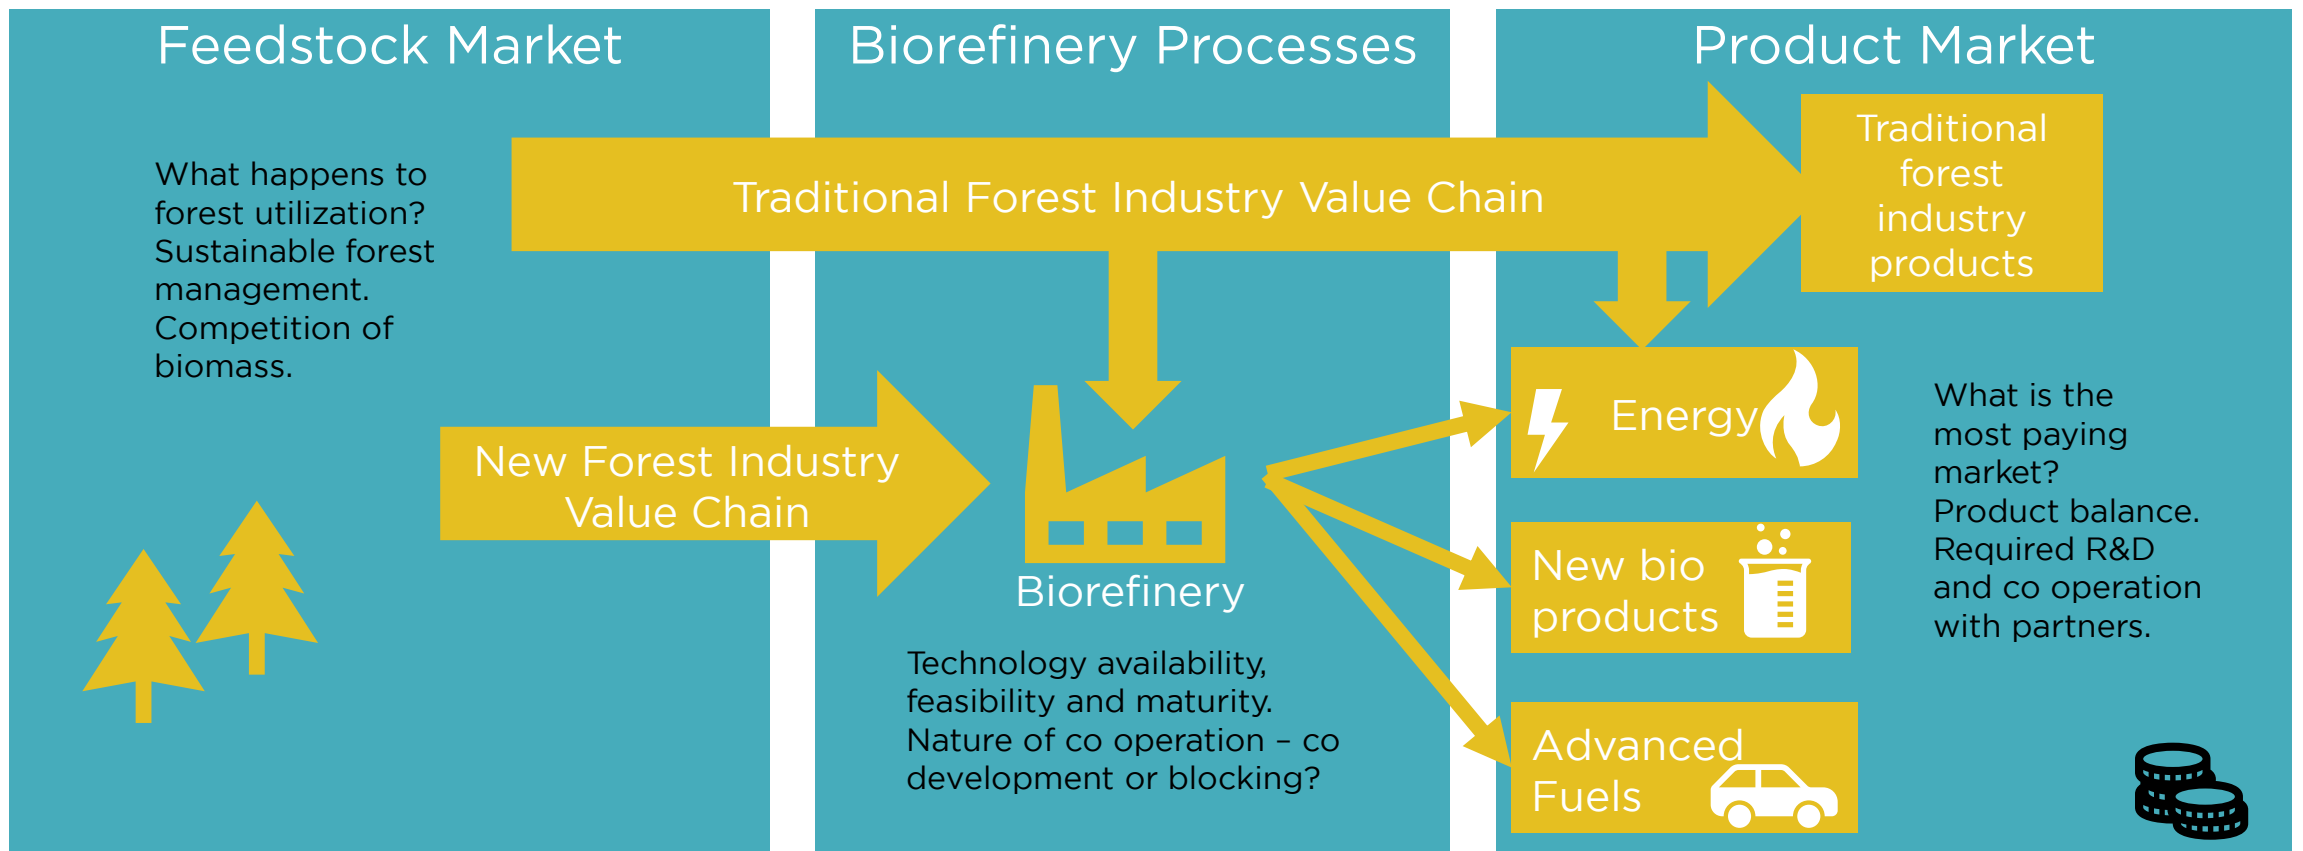 Feedstock Market
What happens to
forest utilization?
Sustainable forest
management.
Competition of
biomass.
Biorefinery Processes
Traditional Forest Industry Value Chain
New Forest Industry
Value Chain
Biorefinery
Technology availability,
feasibility and maturity.
Nature of co operation – co
development or blocking?
Product Market
Traditional
forest
industry
products
Energy
New bio
products
Advanced
Fuels
What is the
most paying
market?
Product balance.
Required R&D
and co operation
with partners.